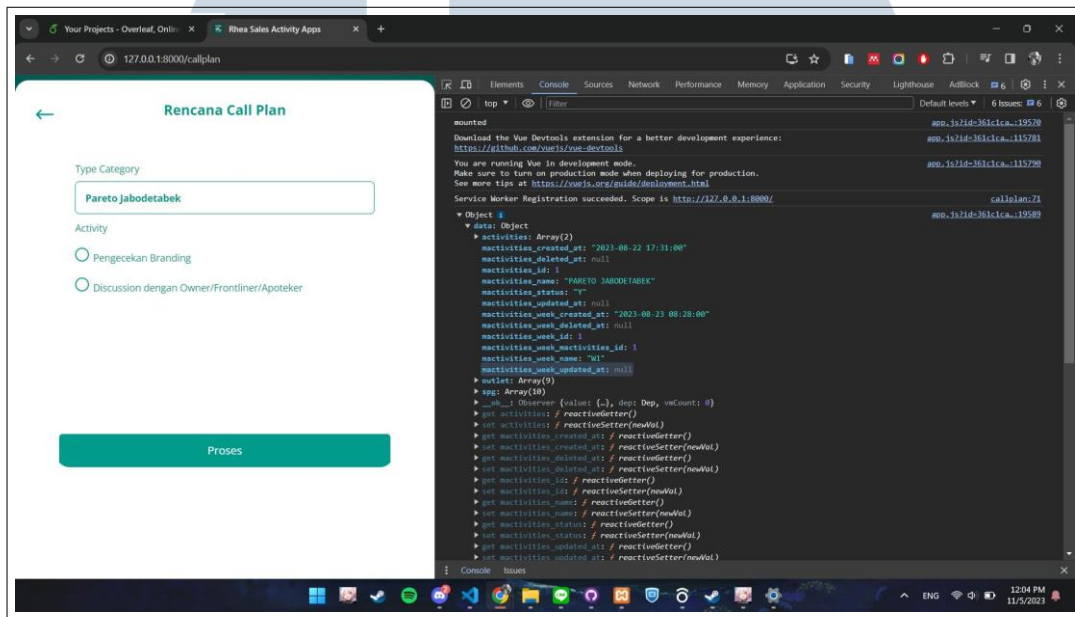 Your Projects - Overleaf, Onlin
Rhea Sales Activity Apps
127.0.0.1:8000/callplan
Rencana Call Plan
Type Category
Pareto Jabodetabek
Activity
Pengecekan Branding
Discussion dengan Owner/Frontliner/Apoteker
Proses
Elements Console Sources Network Performance Memory Application Security Lighthouse AdBlock 6
top Filter Default levels 6 Issues: 6
mounted app.js?id=361c1ca…:19570
Download the Vue Devtools extension for a better development experience: app.js?id=361c1ca…:115781
https://github.com/vuejs/vue-devtools
You are running Vue in development mode. app.js?id=361c1ca…:115790
Make sure to turn on production mode when deploying for production.
See more tips at https://vuejs.org/guide/deployment.html
Service Worker Registration succeeded. Scope is http://127.0.0.1:8000/ callplan:71
▼ Object app.js?id=361c1ca…:19589
▼ data: Object
▶ activities: Array(2)
mactivities_created_at: "2023-08-22 17:31:00"
mactivities_deleted_at: null
mactivities_id: 1
mactivities_name: "PARETO JABODETABEK"
mactivities_status: "Y"
mactivities_updated_at: null
mactivities_week_created_at: "2023-08-23 08:28:00"
mactivities_week_deleted_at: null
mactivities_week_id: 1
mactivities_week_mactivities_id: 1
mactivities_week_name: "W1"
mactivities_week_updated_at: null
▶ outlet: Array(9)
▶ spg: Array(10)
▶ __ob__: Observer {value: {…}, dep: Dep, vmCount: 0}
▶ get activities: ƒ reactiveGetter()
▶ set activities: ƒ reactiveSetter(newVal)
▶ get mactivities_created_at: ƒ reactiveGetter()
▶ set mactivities_created_at: ƒ reactiveSetter(newVal)
▶ get mactivities_deleted_at: ƒ reactiveGetter()
▶ set mactivities_deleted_at: ƒ reactiveSetter(newVal)
▶ get mactivities_id: ƒ reactiveGetter()
▶ set mactivities_id: ƒ reactiveSetter(newVal)
▶ get mactivities_name: ƒ reactiveGetter()
▶ set mactivities_name: ƒ reactiveSetter(newVal)
▶ get mactivities_status: ƒ reactiveGetter()
▶ set mactivities_status: ƒ reactiveSetter(newVal)
▶ get mactivities_updated_at: ƒ reactiveGetter()
▶ set mactivities_updated_at: ƒ reactiveSetter(newVal)
Console Issues
ENG 12:04 PM
11/5/2023